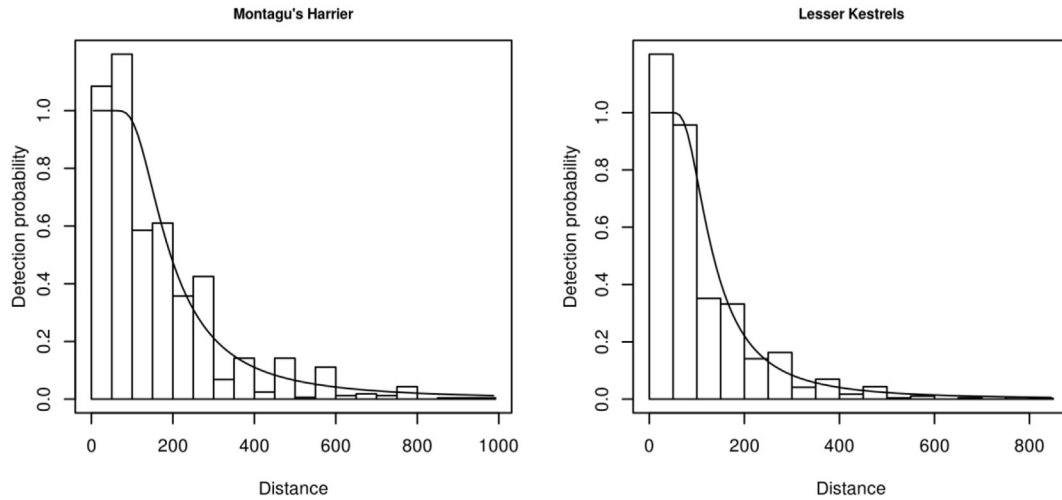 Montagu's Harrier
Detection probability
1.0
0.8
0.6
0.4
0.2
0.0
0 200 400 600 800 1000
Distance
Lesser Kestrels
Detection probability
1.0
0.8
0.6
0.4
0.2
0.0
0 200 400 600 800
Distance